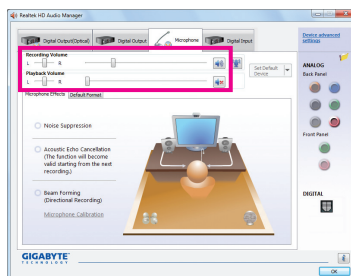 Realtek HD Audio Manager
Digital Output(Optical)
Digital Output
Microphone
Digital Input
Device advanced
settings
Recording Volume
L
R
Playback Volume
L
R
Set Default
Device
ANALOG
Back Panel
Microphone Effects
Default Format
Noise Suppression
Acoustic Echo Cancellation
(The function will become
valid starting from the next
recording.)
Front Panel
Beam Forming
(Directional Recording)
Microphone Calibration
DIGITAL
GIGABYTE
TECHNOLOGY
OK